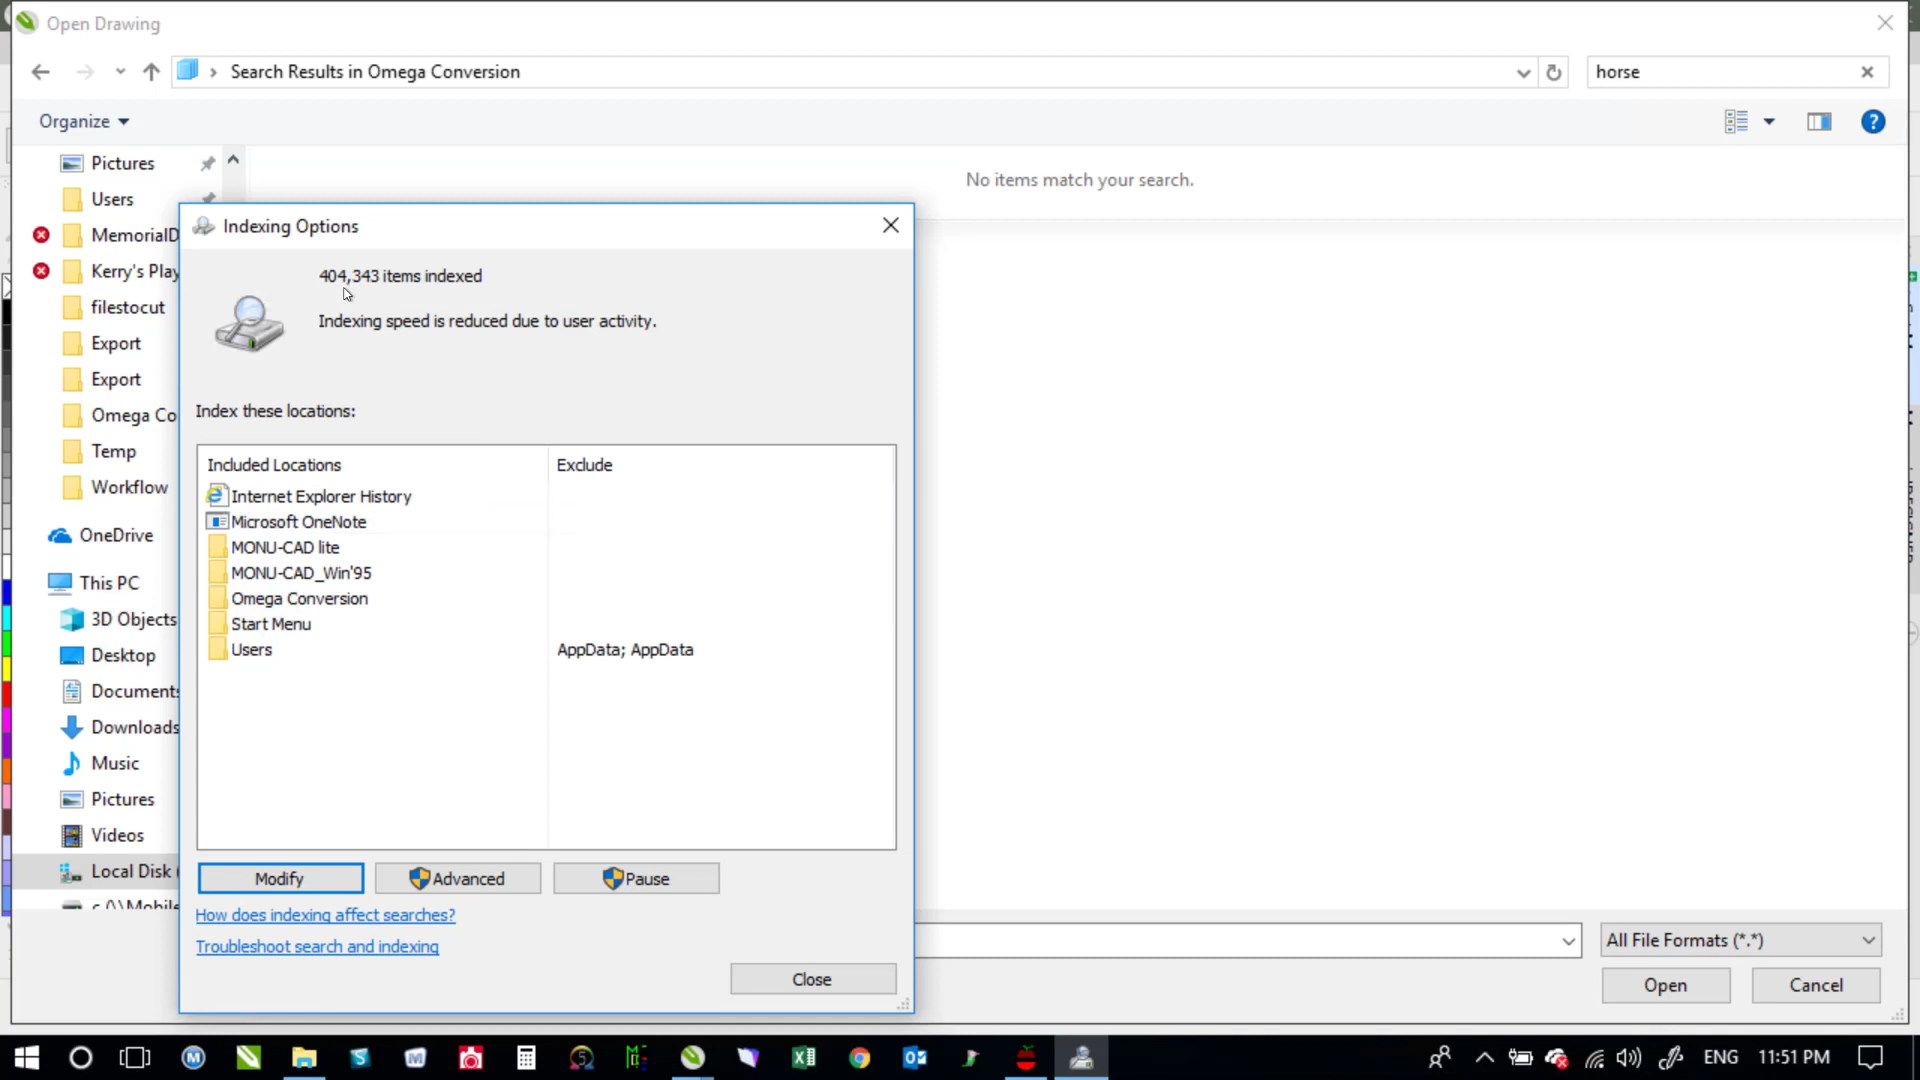 Open Drawing
Search Results in Omega Conversion
horse
Organize
Pictures
Users
MemorialD
Kerry's Play
filestocut
Export
Export
Omega Co
Temp
Workflow
OneDrive
This PC
3D Objects
Desktop
Documents
Downloads
Music
Pictures
Videos
Local Disk (
No items match your search.
Indexing Options
404,343 items indexed
Indexing speed is reduced due to user activity.
Index these locations:
Included Locations Exclude
Internet Explorer History
Microsoft OneNote
MONU-CAD lite
MONU-CAD_Win'95
Omega Conversion
Start Menu
Users AppData; AppData
Modify Advanced Pause
How does indexing affect searches?
Troubleshoot search and indexing
Close
All File Formats (*.*)
Open Cancel
ENG 11:51 PM